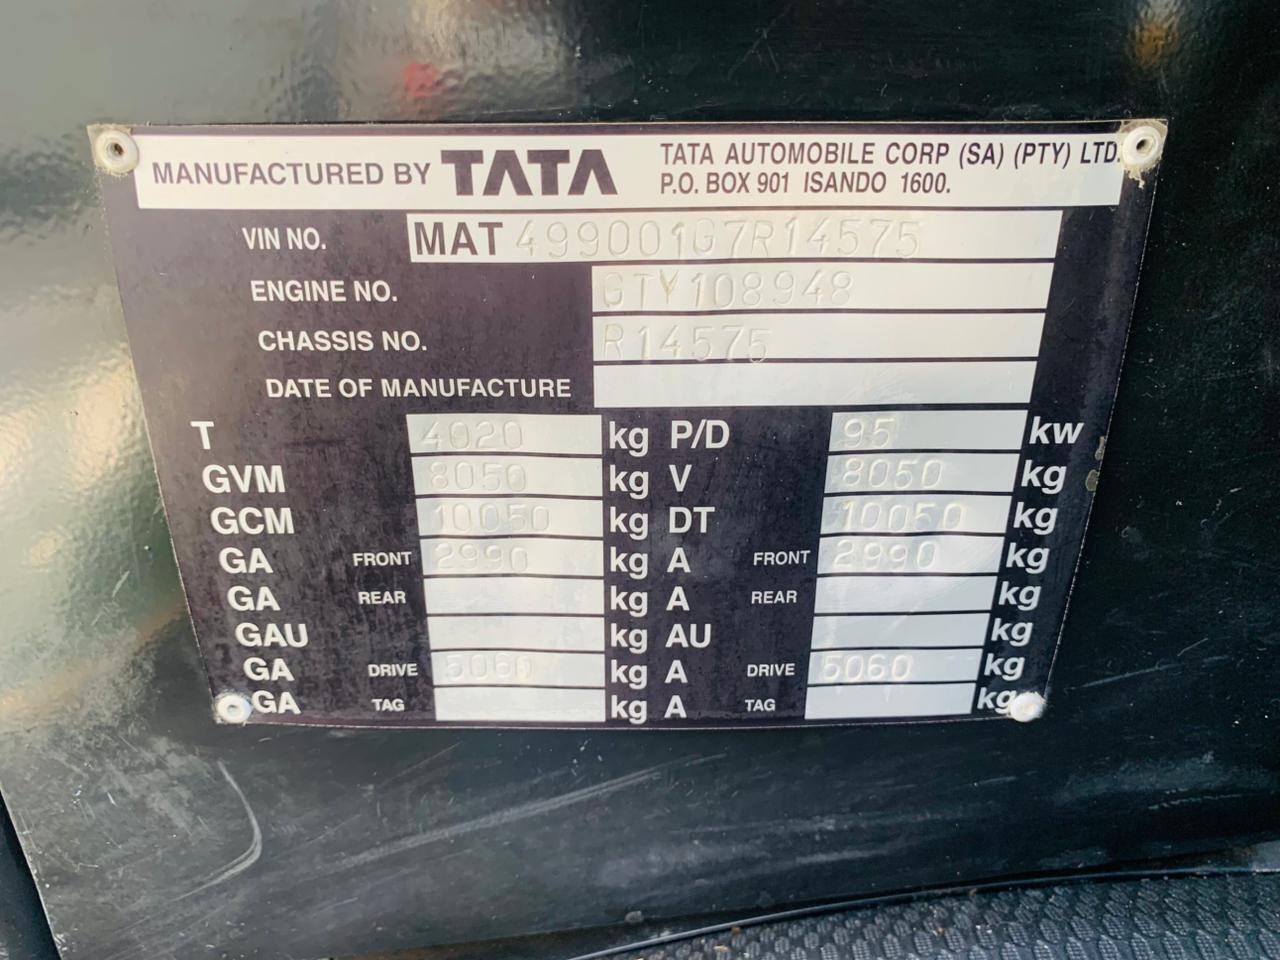 MANUFACTURED BY TATA TATA AUTOMOBILE CORP (SA) (PTY) LTD.
P.O. BOX 901 ISANDO 1600.
VIN NO. MAT 499001G7R14575
ENGINE NO. GTY108948
CHASSIS NO. R14575
DATE OF MANUFACTURE
T 4020 kg P/D 95 kw
GVM 8050 kg V 8050 kg
GCM 10050 kg DT 10050 kg
GA FRONT 2990 kg A FRONT 2990 kg
GA REAR kg A REAR kg
GAU kg AU kg
GA DRIVE 5060 kg A DRIVE 5060 kg
GA TAG kg A TAG kg